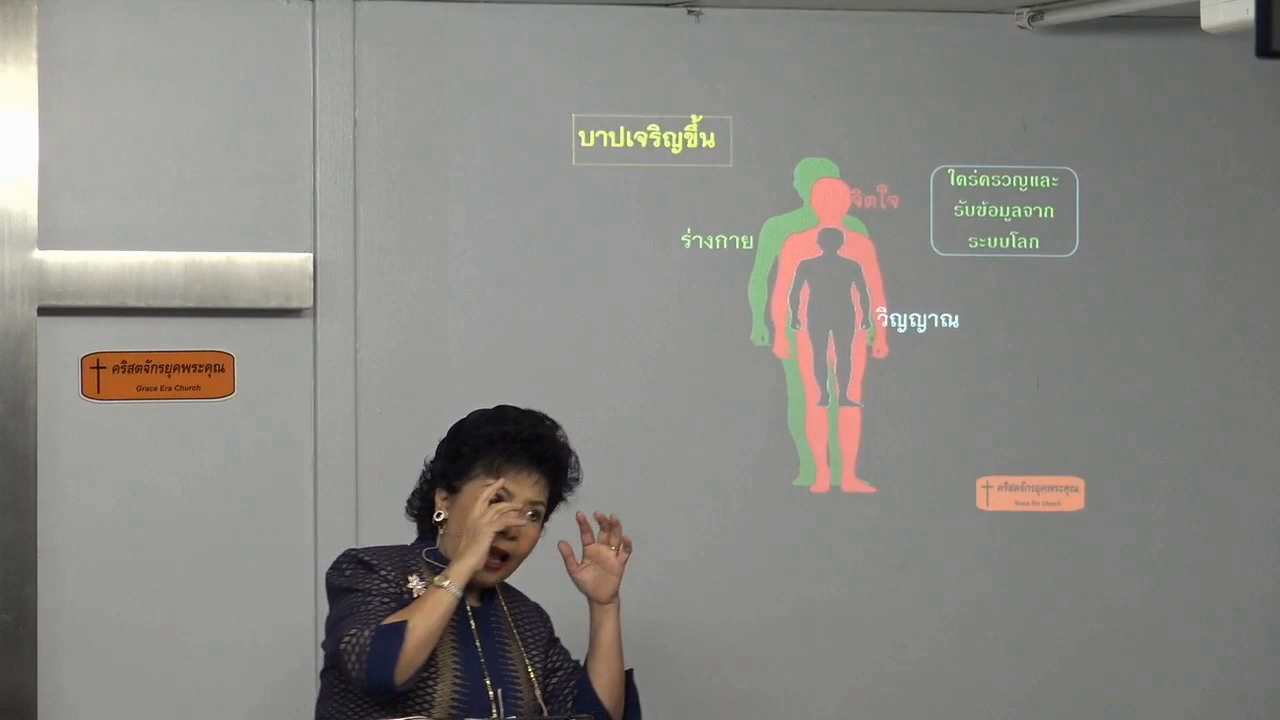 บาปเจริญขึ้น
จิตใจ
ใคร่ครวญและ
รับข้อมูลจาก
ระบบโลก
ร่างกาย
วิญญาณ
คริสตจักรยุคพระคุณ
Grace Era Church
คริสตจักรยุคพระคุณ
Grace Era Church